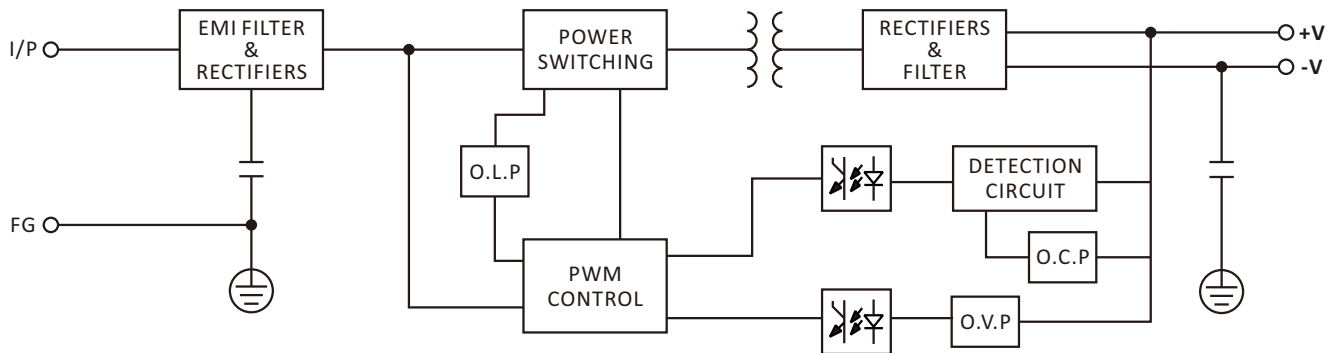 I/P
EMI FILTER
&
RECTIFIERS
POWER
SWITCHING
RECTIFIERS
&
FILTER
+V
-V
O.L.P
DETECTION
CIRCUIT
FG
PWM
CONTROL
O.C.P
O.V.P